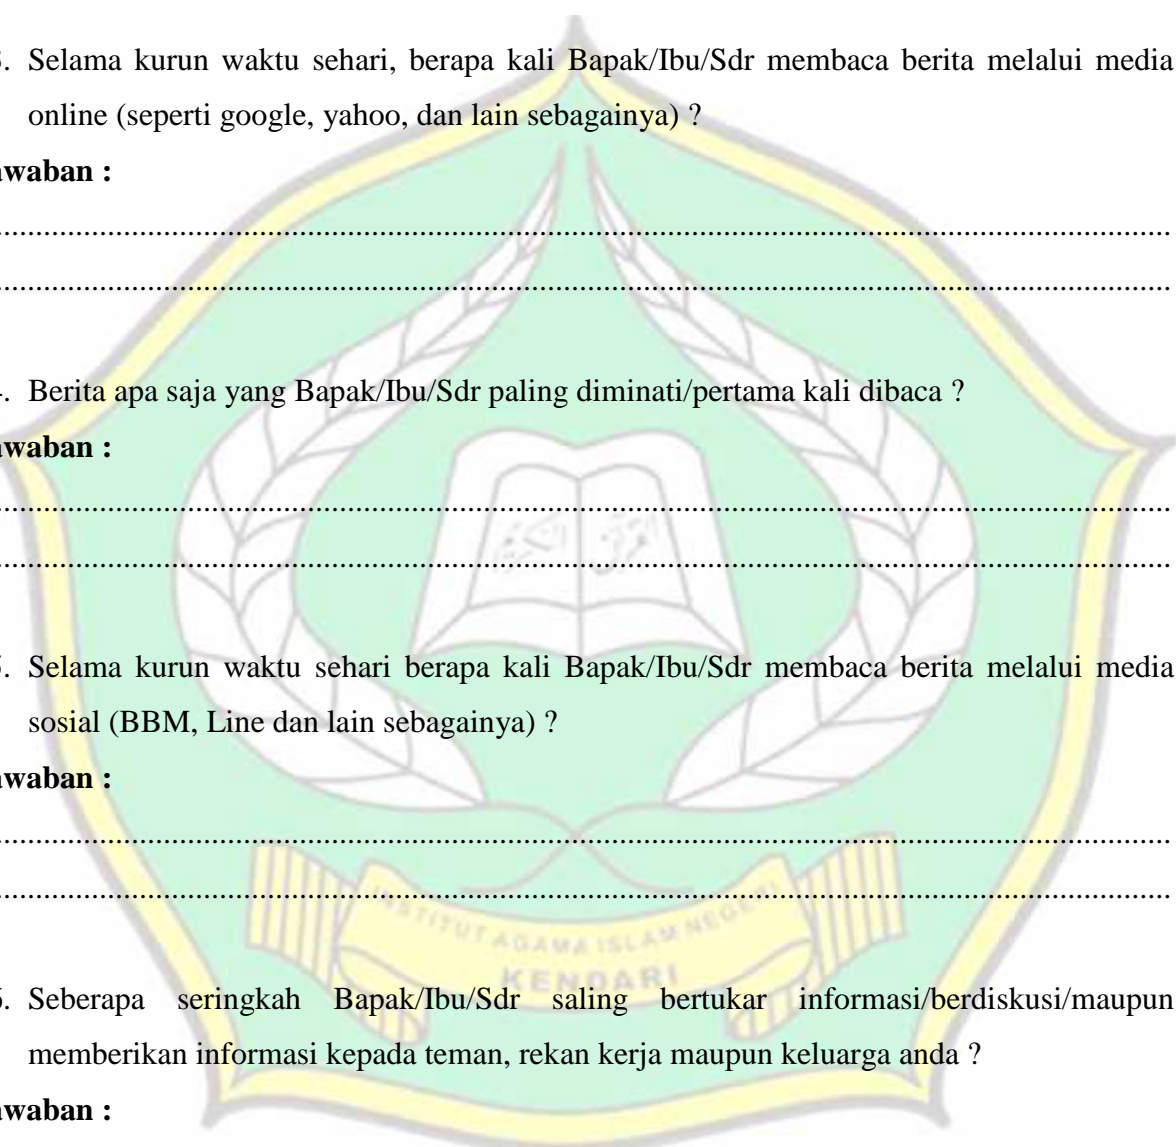 . Selama kurun waktu sehari, berapa kali Bapak/Ibu/Sdr membaca berita melalui media
online (seperti google, yahoo, dan lain sebagainya) ?
awaban :
...........................................................................................................................
...........................................................................................................................
. Berita apa saja yang Bapak/Ibu/Sdr paling diminati/pertama kali dibaca ?
awaban :
...........................................................................................................................
...........................................................................................................................
. Selama kurun waktu sehari berapa kali Bapak/Ibu/Sdr membaca berita melalui media
sosial (BBM, Line dan lain sebagainya) ?
awaban :
...........................................................................................................................
...........................................................................................................................
INSTITUT AGAMA ISLAM NEGERI
KENDARI
. Seberapa seringkah Bapak/Ibu/Sdr saling bertukar informasi/berdiskusi/maupun
memberikan informasi kepada teman, rekan kerja maupun keluarga anda ?
awaban :